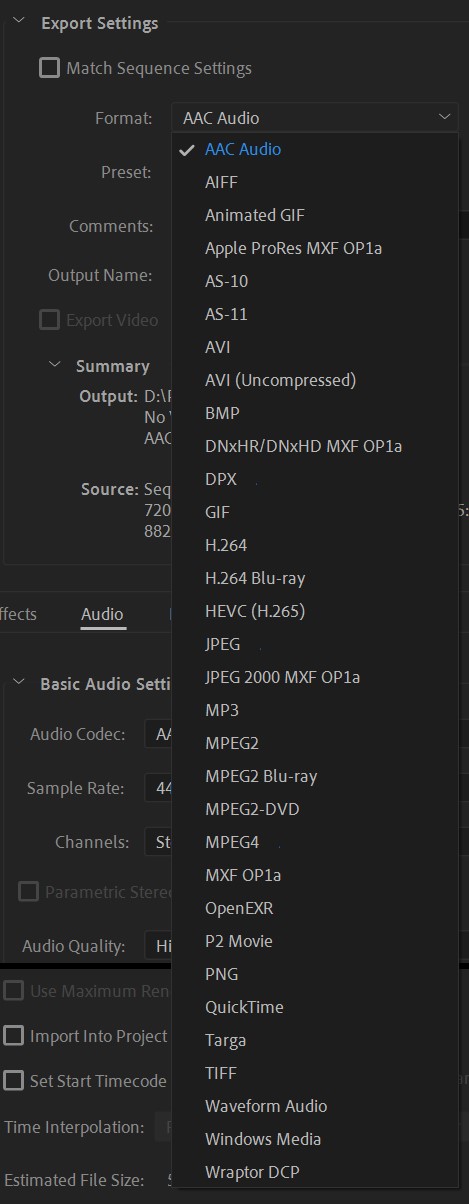 Export Settings
Match Sequence Settings
Format: AAC Audio
AAC Audio
Preset:
AIFF
Animated GIF
Comments:
Apple ProRes MXF OP1a
Output Name:
AS-10
Export Video
AS-11
AVI
Summary
AVI (Uncompressed)
Output: D:\
No
BMP
AAC
DNxHR/DNxHD MXF OP1a
DPX
Source: Seq
720
GIF
882
H.264
H.264 Blu-ray
ffects Audio
HEVC (H.265)
JPEG
Basic Audio Setti
JPEG 2000 MXF OP1a
MP3
Audio Codec: AA
MPEG2
MPEG2 Blu-ray
Sample Rate: 44
MPEG2-DVD
Channels: St
MPEG4
MXF OP1a
Parametric Stere
OpenEXR
Audio Quality: Hi
P2 Movie
PNG
Use Maximum Ren
QuickTime
Import Into Project
Targa
Set Start Timecode
TIFF
Waveform Audio
Time Interpolation:
Windows Media
Estimated File Size:
Wraptor DCP